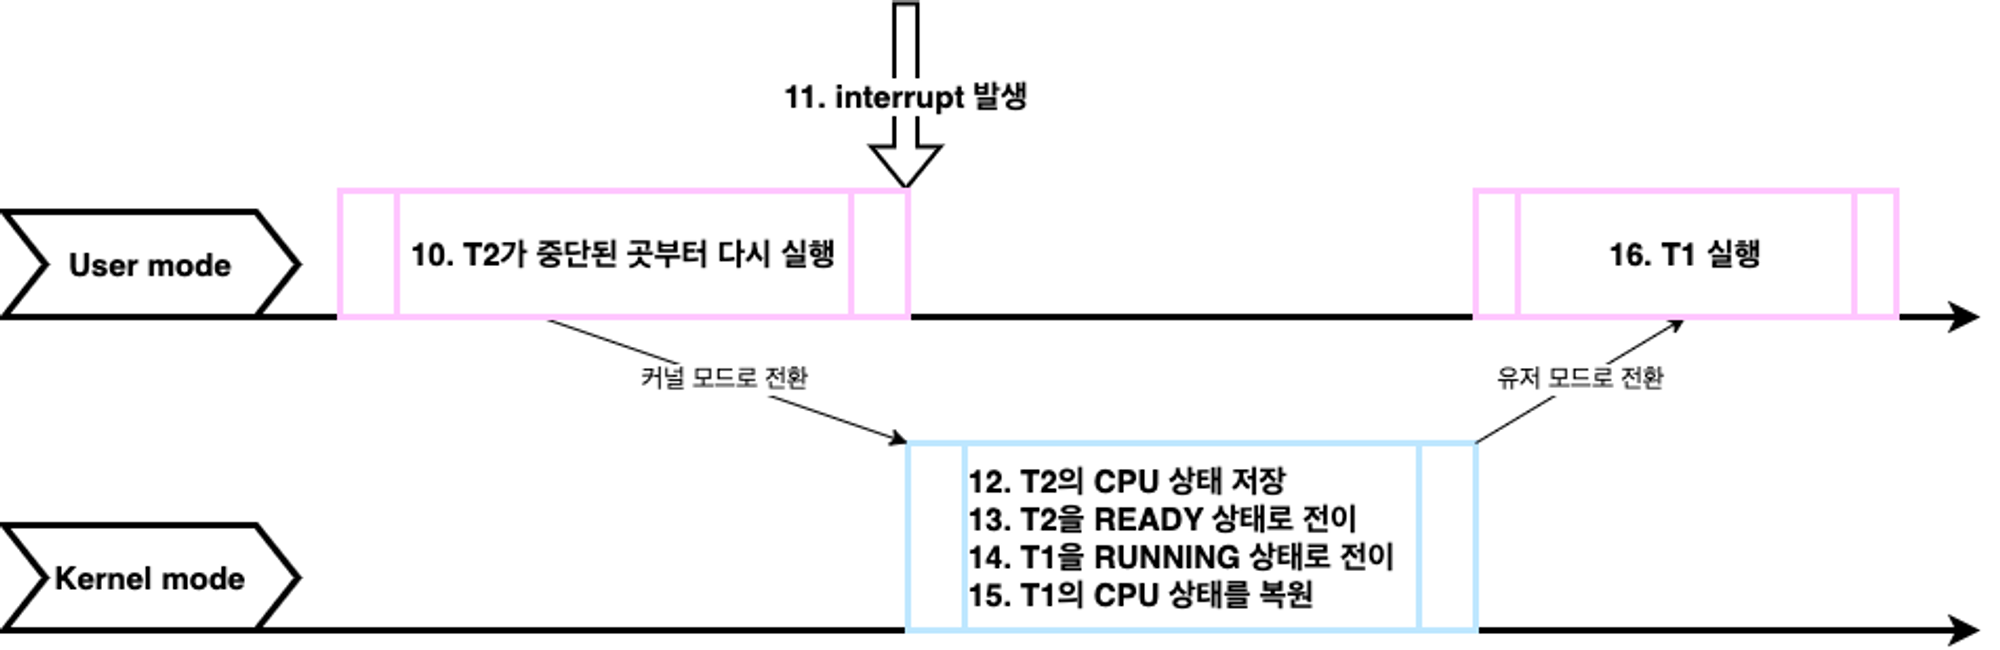 11. interrupt 발생
User mode
10. T2가 중단된 곳부터 다시 실행
16. T1 실행
커널 모드로 전환
유저 모드로 전환
Kernel mode
12. T2의 CPU 상태 저장
13. T2을 READY 상태로 전이
14. T1을 RUNNING 상태로 전이
15. T1의 CPU 상태를 복원